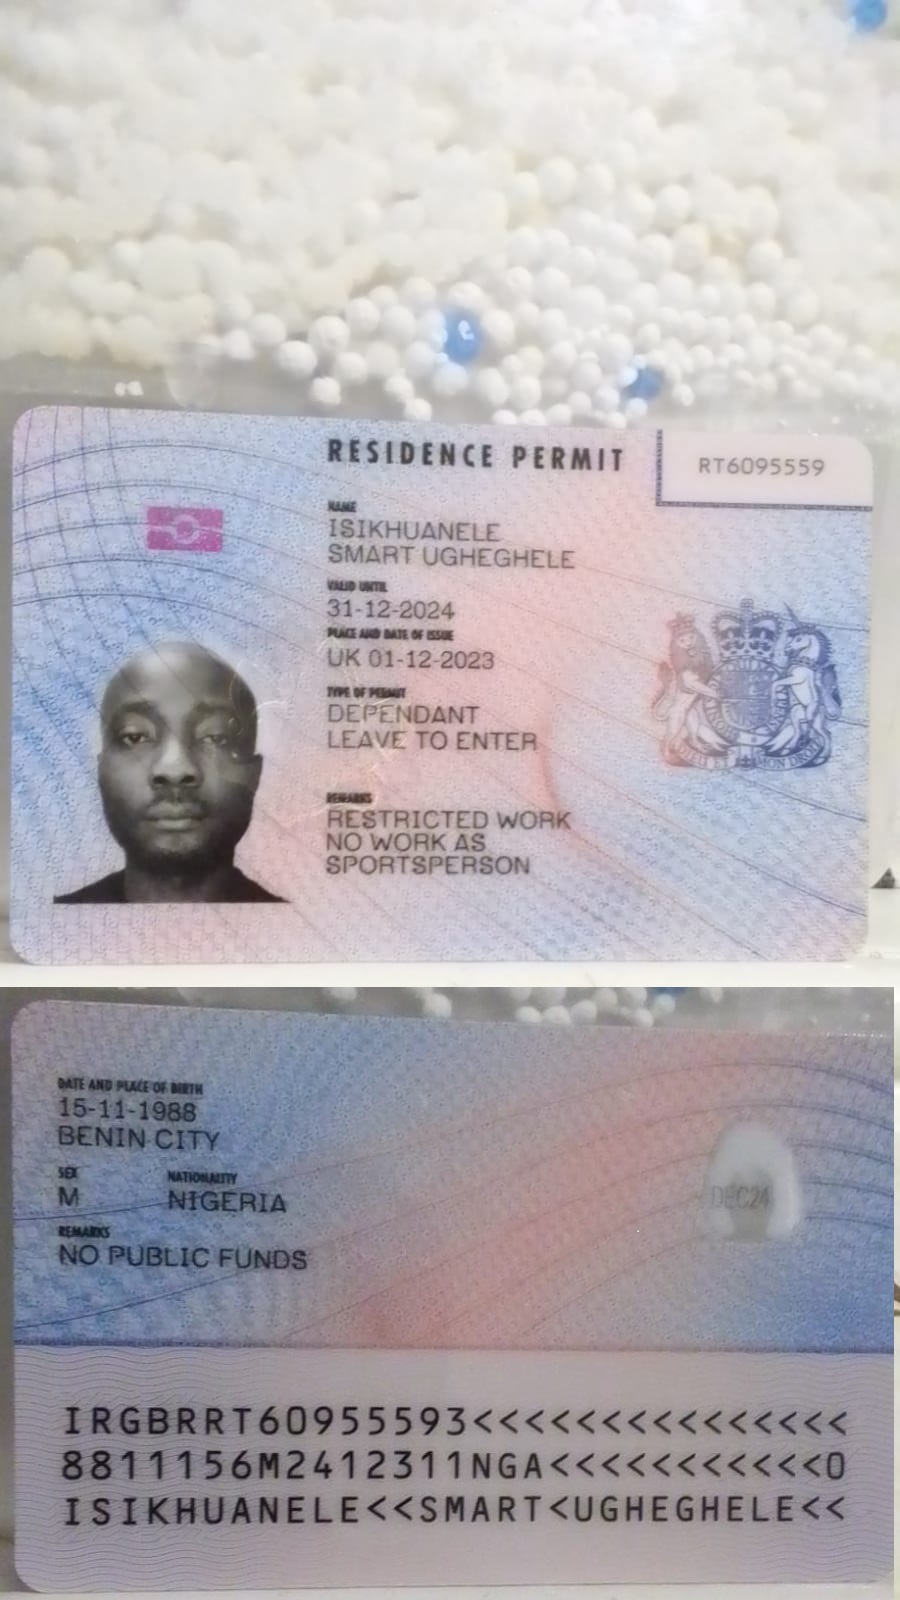 RESIDENCE PERMIT
RT6095559
NAME
ISIKHUANELE
SMART UGHEGHELE
VALID UNTIL
31-12-2024
PLACE AND DATE OF ISSUE
UK 01-12-2023
TYPE OF PERMIT
DEPENDANT
LEAVE TO ENTER
REMARKS
RESTRICTED WORK
NO WORK AS
SPORTSPERSON
DATE AND PLACE OF BIRTH
15-11-1988
BENIN CITY
SEX NATIONALITY
M NIGERIA
REMARKS
NO PUBLIC FUNDS
DEC24
IRGBRRT60955593<<<<<<<<<<<<<<<
8811156M2412311NGA<<<<<<<<<<<0
ISIKHUANELE<<SMART<UGHEGHELE<<